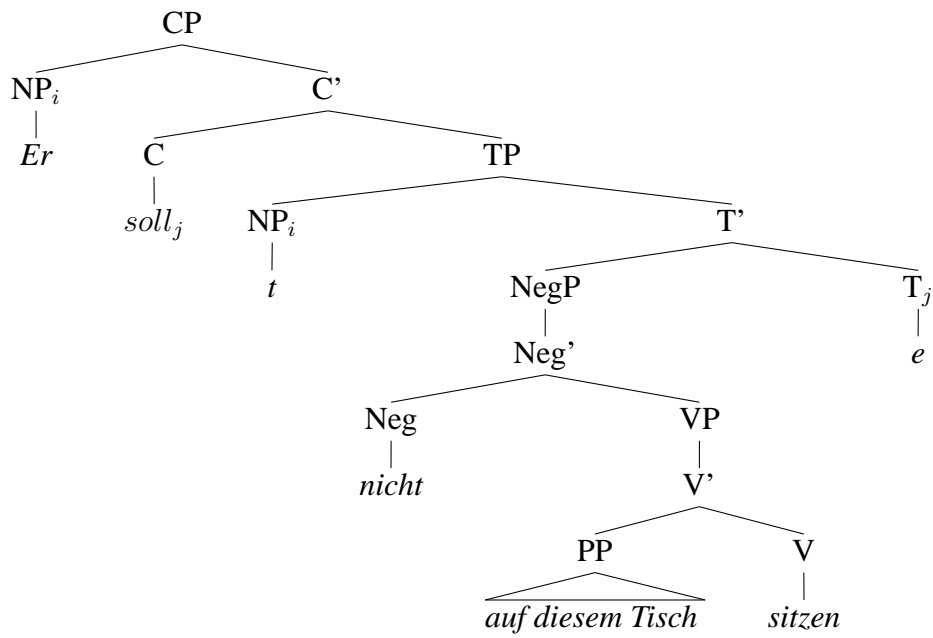 CP
NPᵢ C’
Er C TP
sollⱼ NPᵢ T’
t NegP Tⱼ
Neg’ e
Neg VP
nicht V’
PP V
auf diesem Tisch sitzen